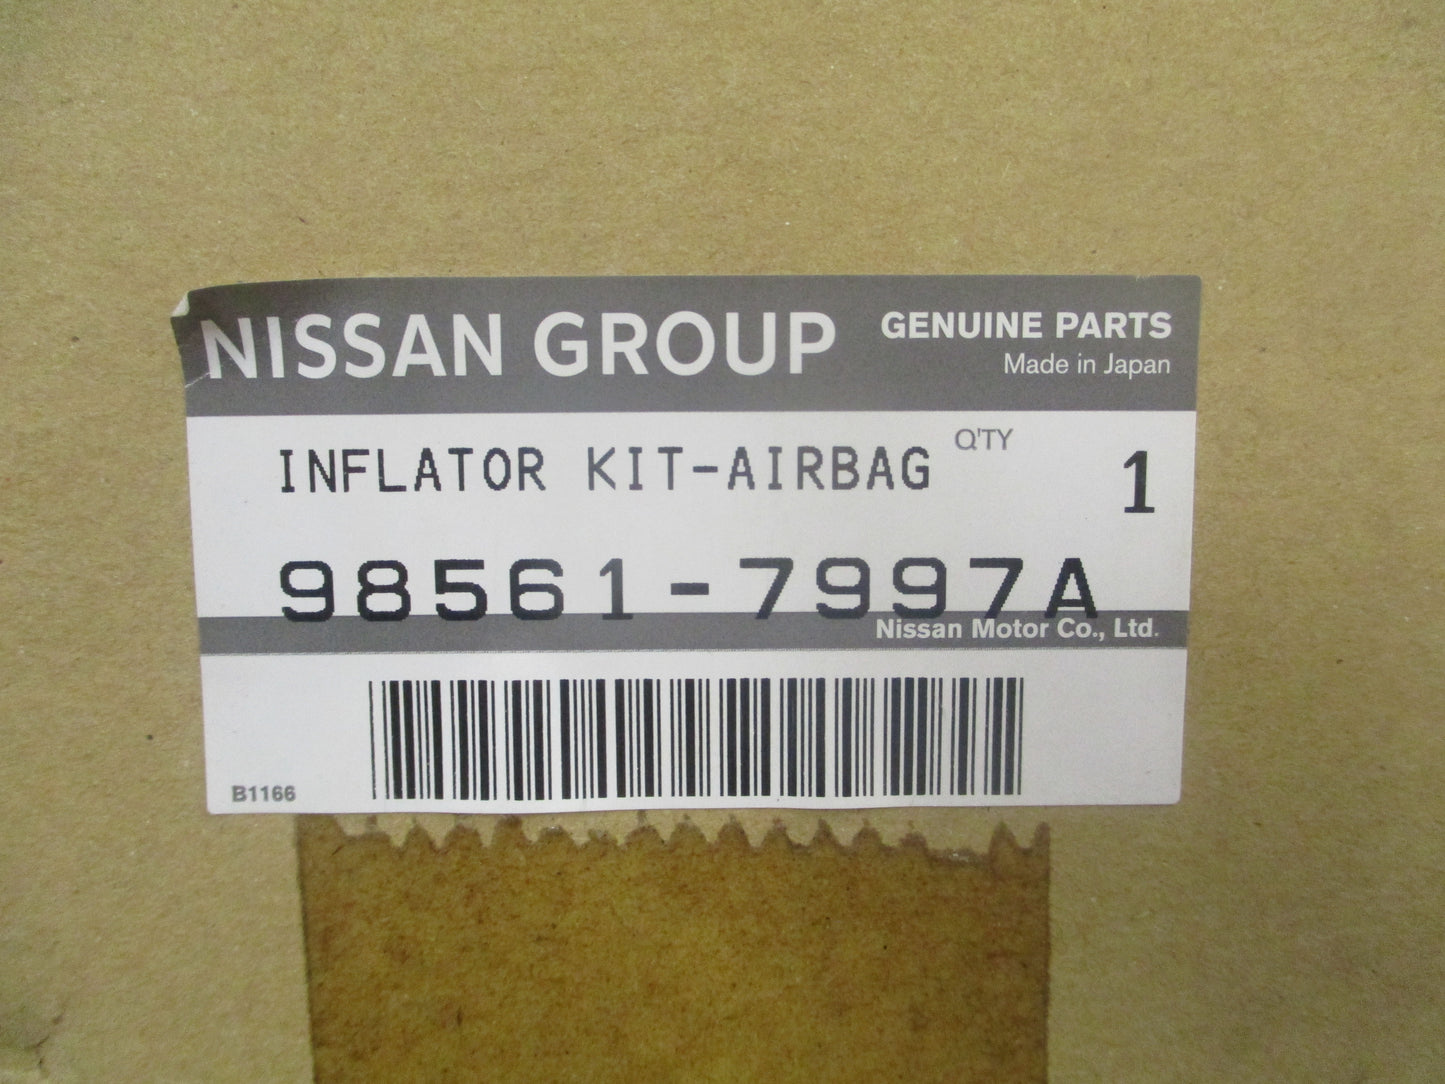 NISSAN GROUP
GENUINE PARTS
Made in Japan
INFLATOR KIT-AIRBAG
Q'TY
1
98561-7997A
Nissan Motor Co., Ltd.
B1166